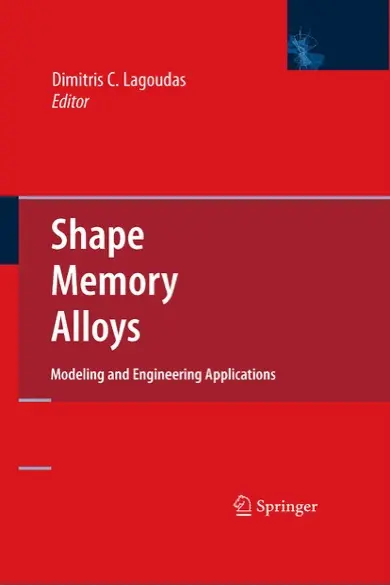 Dimitris C. Lagoudas
Editor
Shape
Memory
Alloys
Modeling and Engineering Applications
Springer